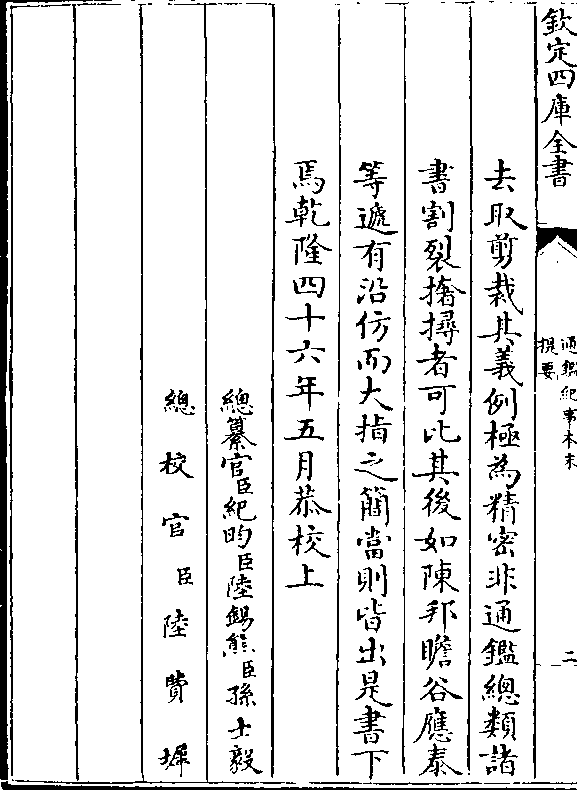 欽定四庫全書
通鑑紀事本末
提要
二
去取剪裁其義例極為精密非通鑑總類諸
書割裂撏撦者可比其後如陳邦瞻谷應泰
等遞有沿仿而大指之簡當則皆出是書下
焉乾隆四十六年五月恭校上
總纂官臣紀昀臣陸錫熊臣孫士毅
總校官臣陸費墀